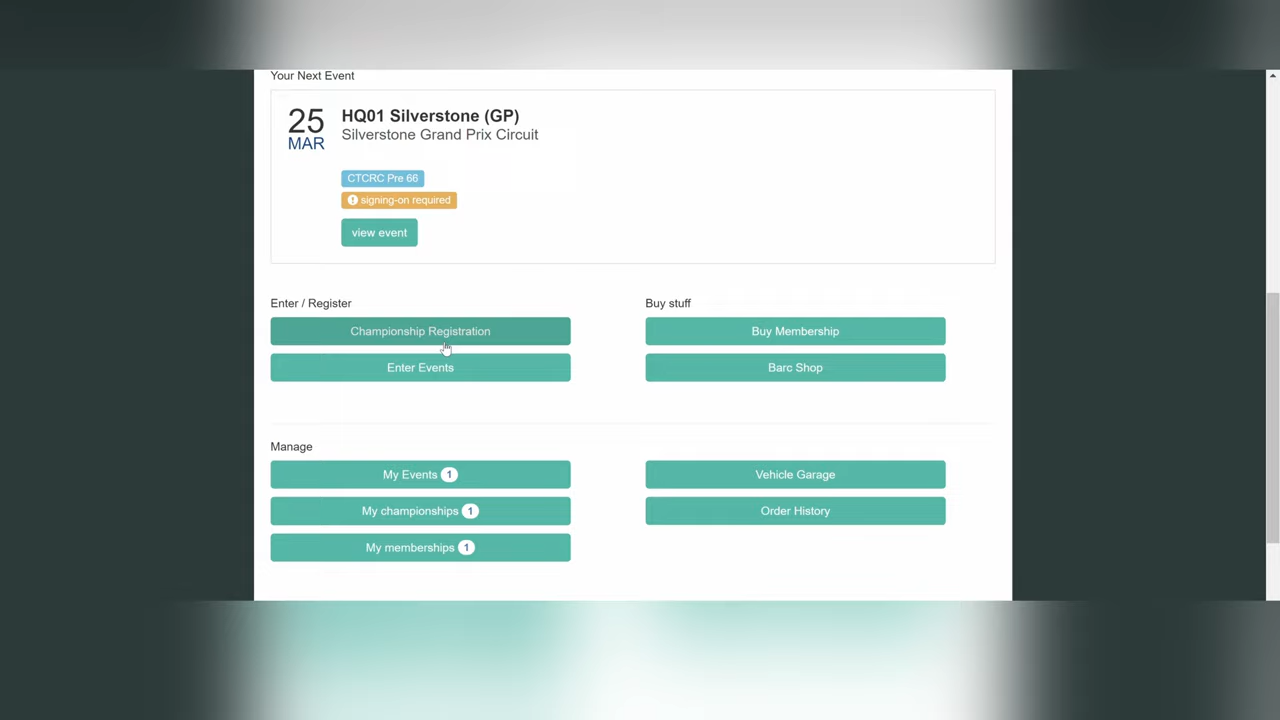 Your Next Event
25
MAR
HQ01 Silverstone (GP)
Silverstone Grand Prix Circuit
CTCRC Pre 66
signing-on required
view event
Enter / Register
Buy stuff
Championship Registration
Buy Membership
Enter Events
Barc Shop
Manage
My Events 1
Vehicle Garage
My championships 1
Order History
My memberships 1